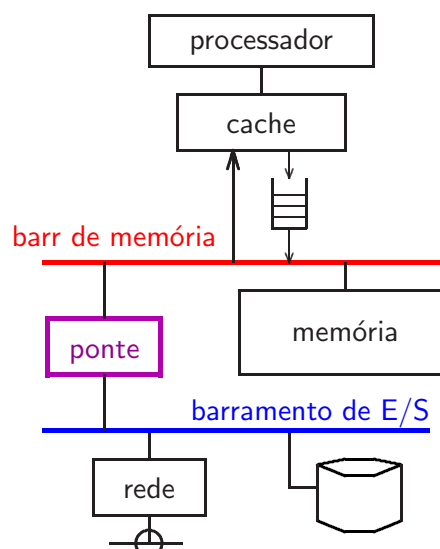 processador
cache
barr de memória
memória
ponte
barramento de E/S
rede